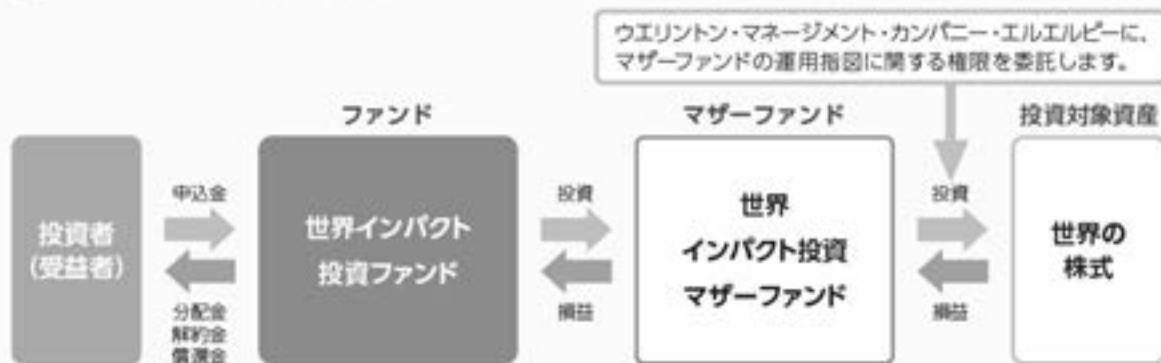 ウエリントン・マネージメント・カンパニー・エルエルピーに、
マザーファンドの運用指図に関する権限を委託します。
ファンド
マザーファンド
投資対象資産
投資者
(受益者)
申込金
分配金
解約金
償還金
世界インパクト
投資ファンド
投資
損益
世界
インパクト投資
マザーファンド
投資
損益
世界の
株式